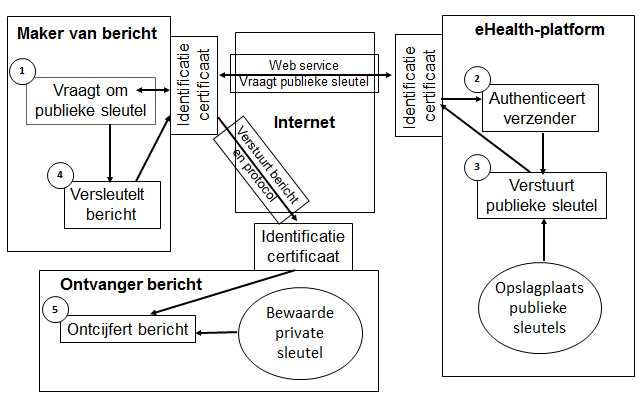 Maker van bericht
1
Vraagt om
publieke sleutel
4
Versleutelt
bericht
Identificatie
certificaat
Web service
Vraagt publieke sleutel
Internet
Verstuurt bericht
en protocol
Identificatie
certificaat
eHealth-platform
Identificatie
certificaat
2
Authenticeert
verzender
3
Verstuurt
publieke sleutel
Opslagplaats
publieke
sleutels
Ontvanger bericht
5
Ontcijfert bericht
Bewaarde
private
sleutel